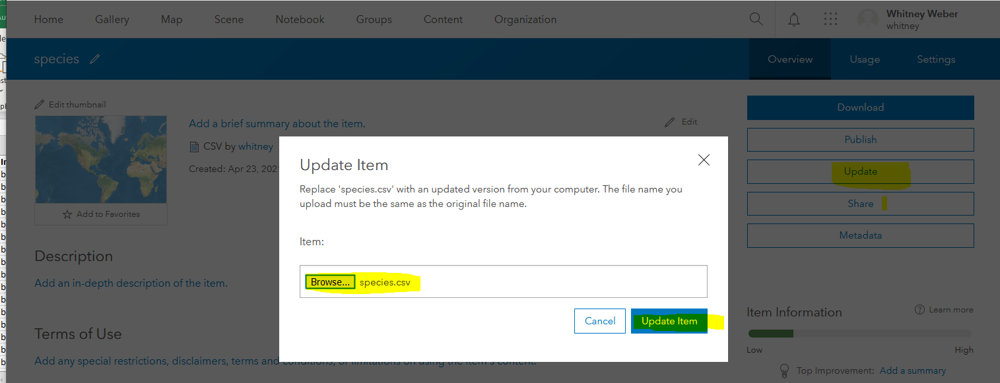 Home Gallery Map Scene Notebook Groups Content Organization Whitney Weber
whitney
species Overview Usage Settings
Edit thumbnail
Add a brief summary about the item. Edit
CSV by whitney
Created: Apr 23, 202
Add to Favorites
Download
Publish
Update
Share
Metadata
Update Item
Replace 'species.csv' with an updated version from your computer. The file name you
upload must be the same as the original file name.
Item:
Browse... species.csv
Cancel Update Item
Description
Add an in-depth description of the item.
Terms of Use
Add any special restrictions, disclaimers, terms and conditions, or limitations on using the item's content.
Item Information Learn more
Low High
Top Improvement: Add a summary